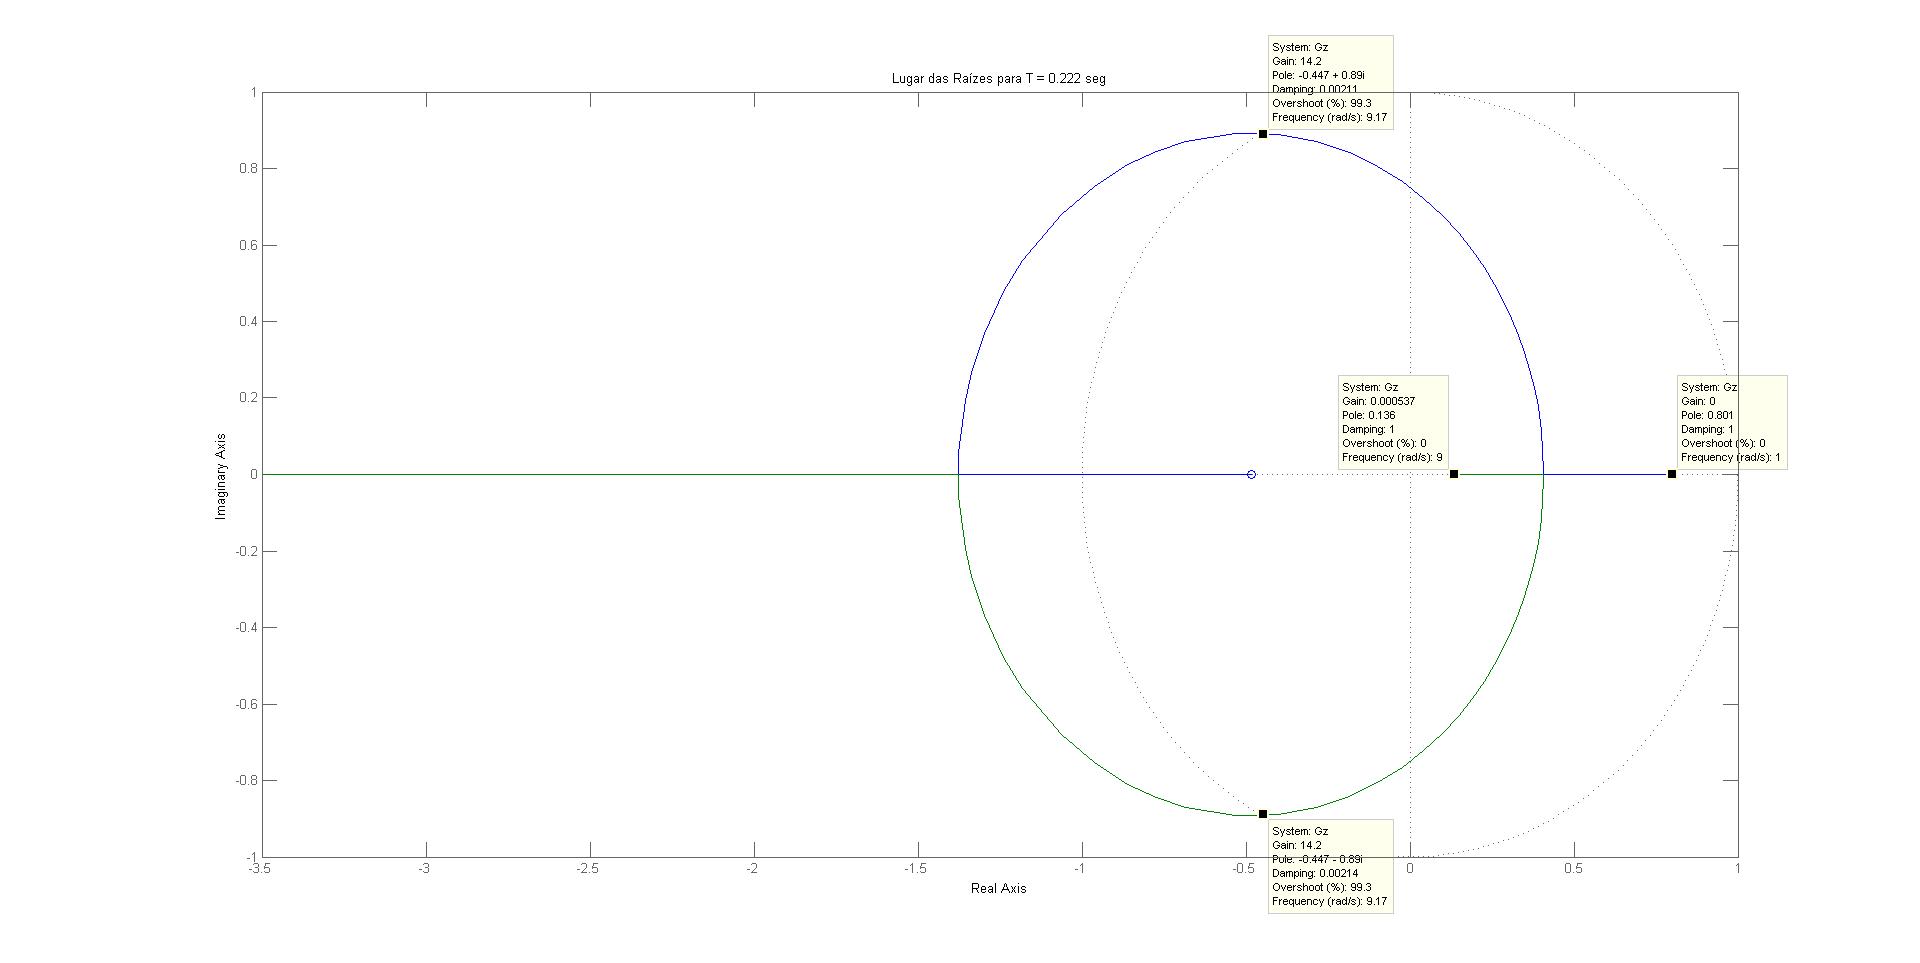 System: Gz
Gain: 14.2
Pole: -0.447 + 0.89i
Damping: 0.00211
Overshoot (%): 99.3
Frequency (rad/s): 9.17
Lugar das Raízes para T = 0.222 seg
1
0.8
0.6
0.4
0.2
0
-0.2
-0.4
-0.6
-0.8
-1
Imaginary Axis
System: Gz
Gain: 0.000537
Pole: 0.136
Damping: 1
Overshoot (%): 0
Frequency (rad/s): 9
System: Gz
Gain: 0
Pole: 0.801
Damping: 1
Overshoot (%): 0
Frequency (rad/s): 1
System: Gz
Gain: 14.2
Pole: -0.447 - 0.89i
Damping: 0.00214
Overshoot (%): 99.3
Frequency (rad/s): 9.17
-3.5 -3 -2.5 -2 -1.5 -1 -0.5 0 0.5 1
Real Axis